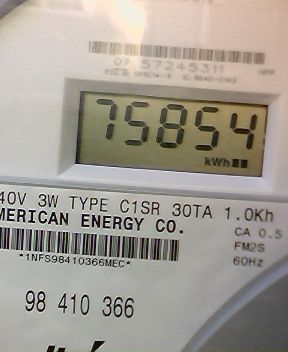 07 57245311
75854
kWh
40V 3W TYPE C1SR 30TA 1.0Kh
MERICAN ENERGY CO.
CA 0.5
FM2S
*1NFS98410366MEC*
60Hz
98 410 366